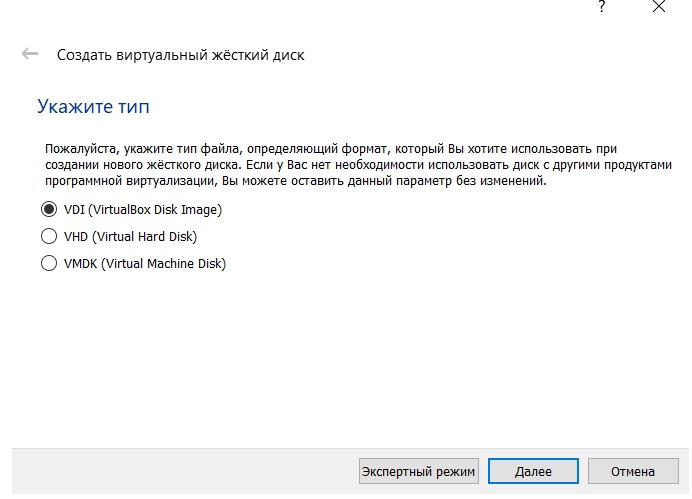 ?
Создать виртуальный жёсткий диск
Укажите тип
Пожалуйста, укажите тип файла, определяющий формат, который Вы хотите использовать при
создании нового жёсткого диска. Если у Вас нет необходимости использовать диск с другими продуктами
программной виртуализации, Вы можете оставить данный параметр без изменений.
VDI (VirtualBox Disk Image)
VHD (Virtual Hard Disk)
VMDK (Virtual Machine Disk)
Экспертный режим Далее Отмена